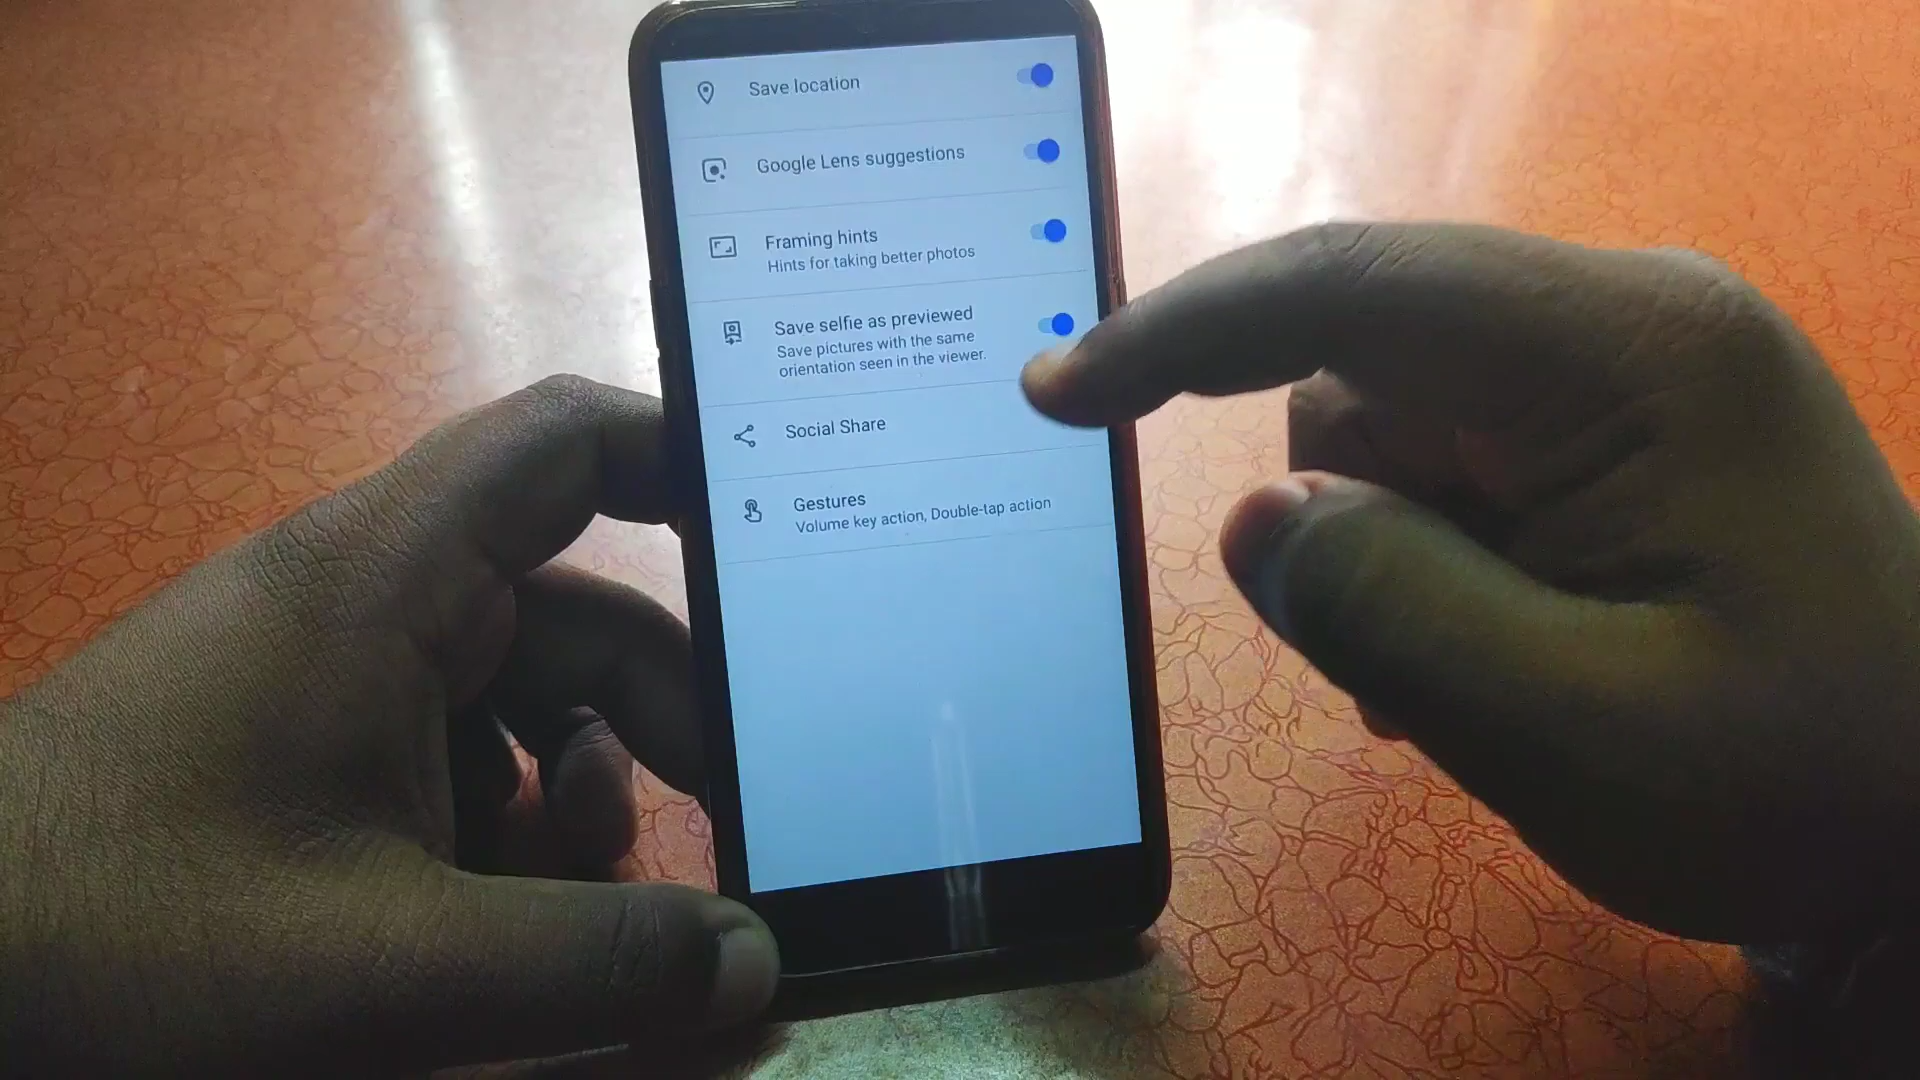 Save location
Google Lens suggestions
Framing hints
Hints for taking better photos
Save selfie as previewed
Save pictures with the same
orientation seen in the viewer.
Social Share
Gestures
Volume key action, Double-tap action